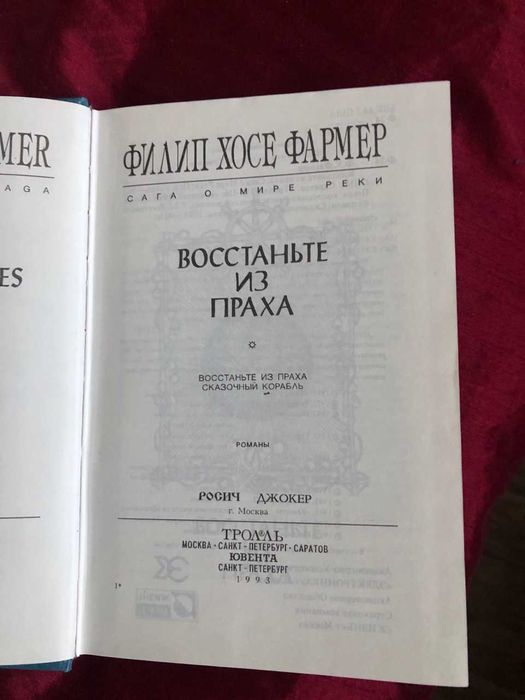 MER
AGA
ES
ФИЛИП ХОСЕ ФАРМЕР
САГА О МИРЕ РЕКИ
ВОССТАНЬТЕ
ИЗ
ПРАХА
ВОССТАНЬТЕ ИЗ ПРАХА
СКАЗОЧНЫЙ КОРАБЛЬ
РОМАНЫ
РОСИЧ ДЖОКЕР
г. Москва
ТРОЛЛЬ
МОСКВА - САНКТ - ПЕТЕРБУРГ - САРАТОВ
ЮВЕНТА
САНКТ - ПЕТЕРБУРГ
1993
1*